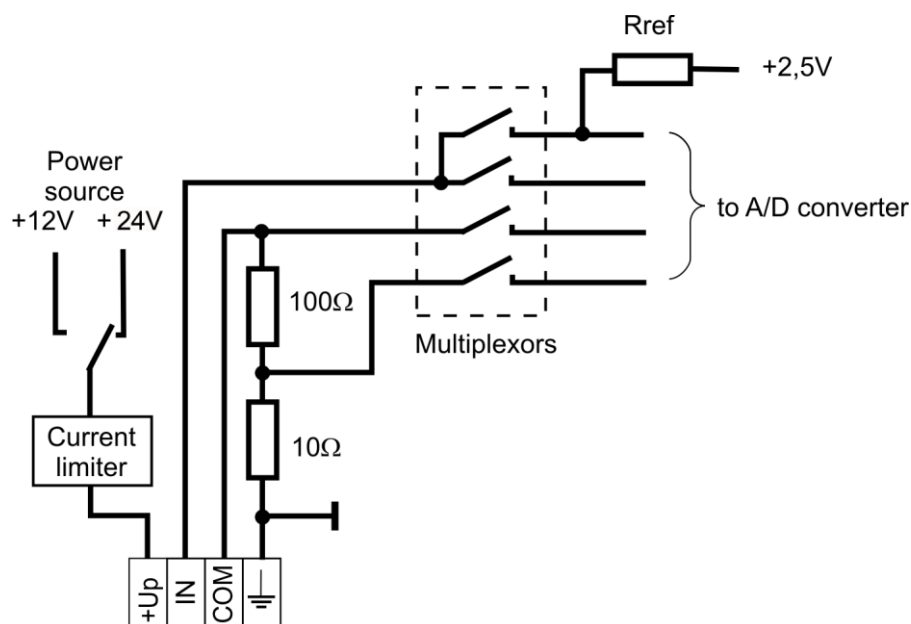 Rref
+2,5V
Power
source
+12V + 24V
to A/D converter
100Ω
Multiplexors
10Ω
Current
limiter
+Up
IN
COM